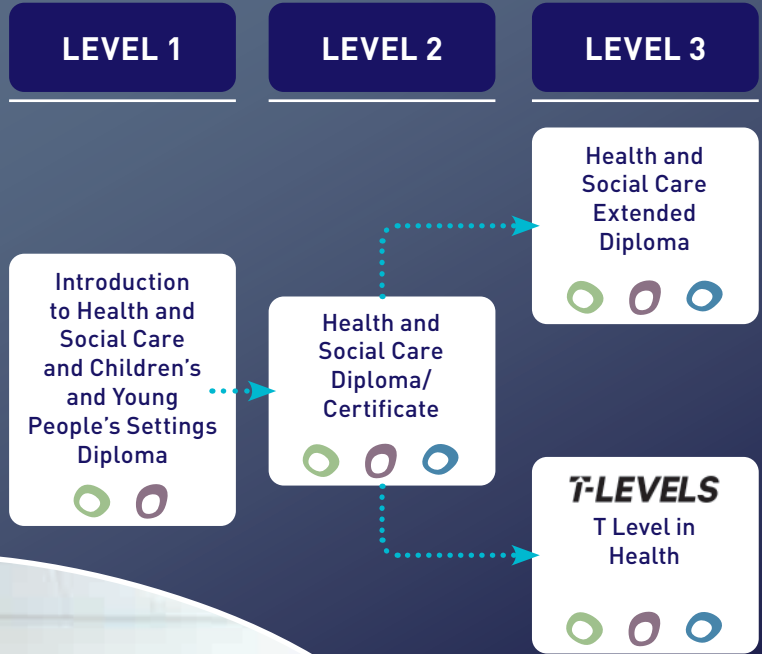 LEVEL 1
LEVEL 2
LEVEL 3
Introduction
to Health and
Social Care
and Children's
and Young
People's Settings
Diploma
Health and
Social Care
Diploma/
Certificate
Health and
Social Care
Extended
Diploma
T-LEVELS
T Level in
Health